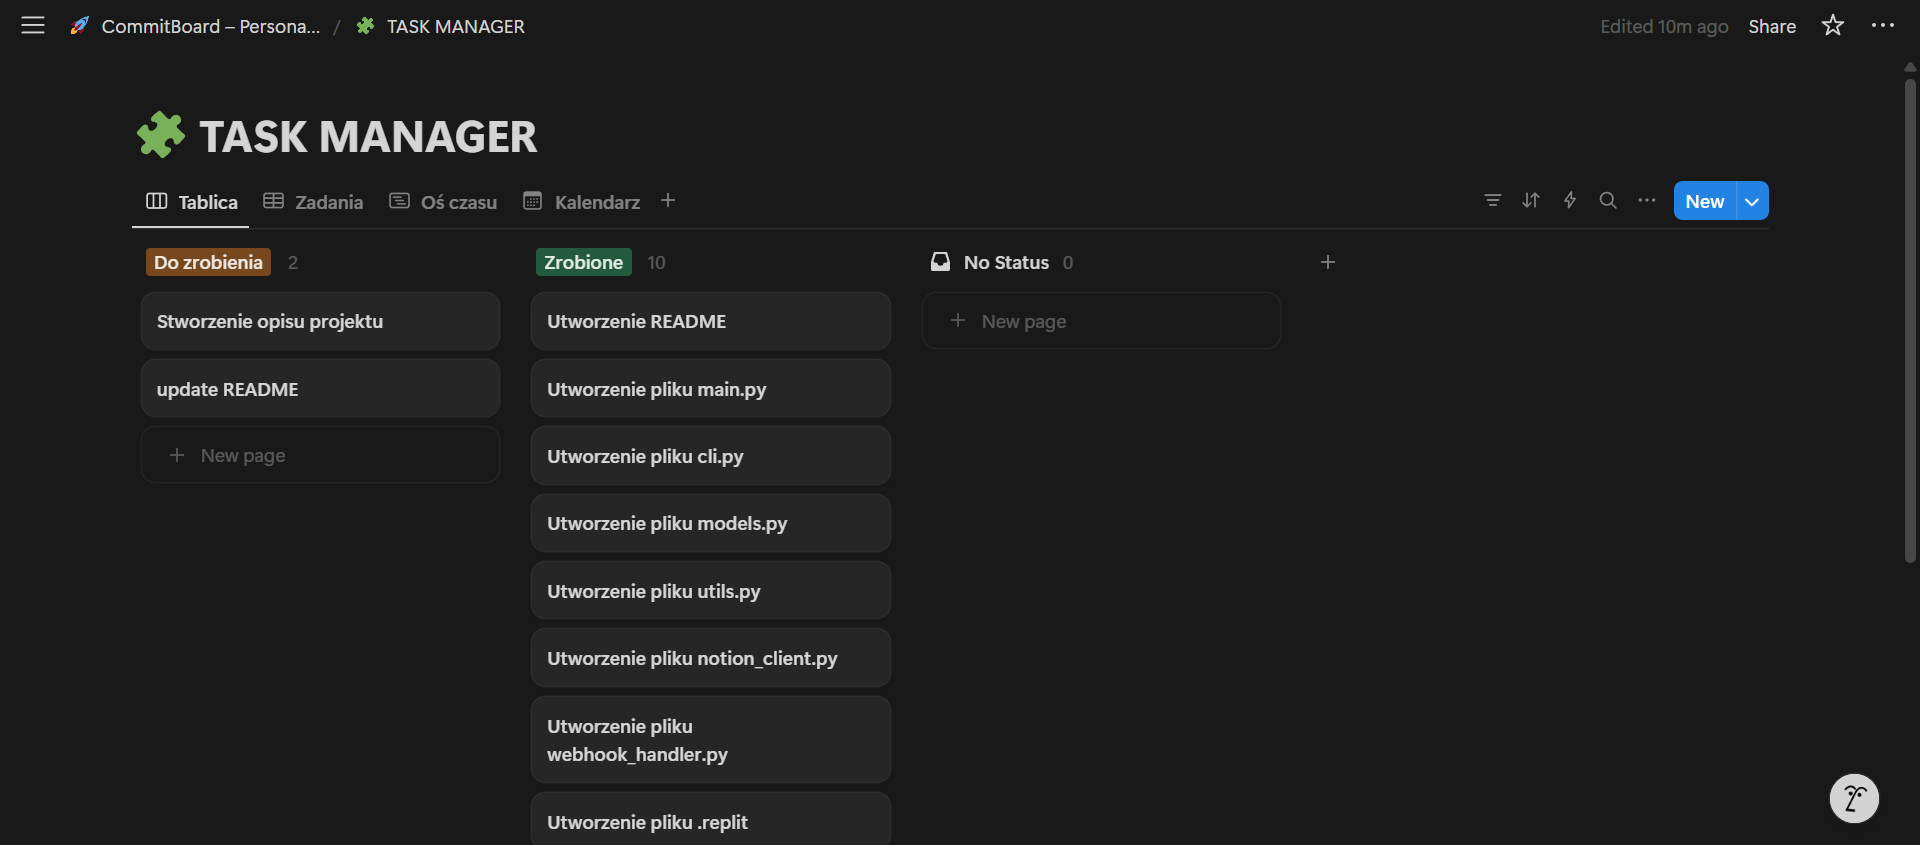 CommitBoard – Persona... / TASK MANAGER
Edited 10m ago Share
TASK MANAGER
Tablica Zadania Oś czasu Kalendarz
New
Do zrobienia 2
Stworzenie opisu projektu
update README
New page
Zrobione 10
Utworzenie README
Utworzenie pliku main.py
Utworzenie pliku cli.py
Utworzenie pliku models.py
Utworzenie pliku utils.py
Utworzenie pliku notion_client.py
Utworzenie pliku
webhook_handler.py
Utworzenie pliku .replit
No Status 0
New page